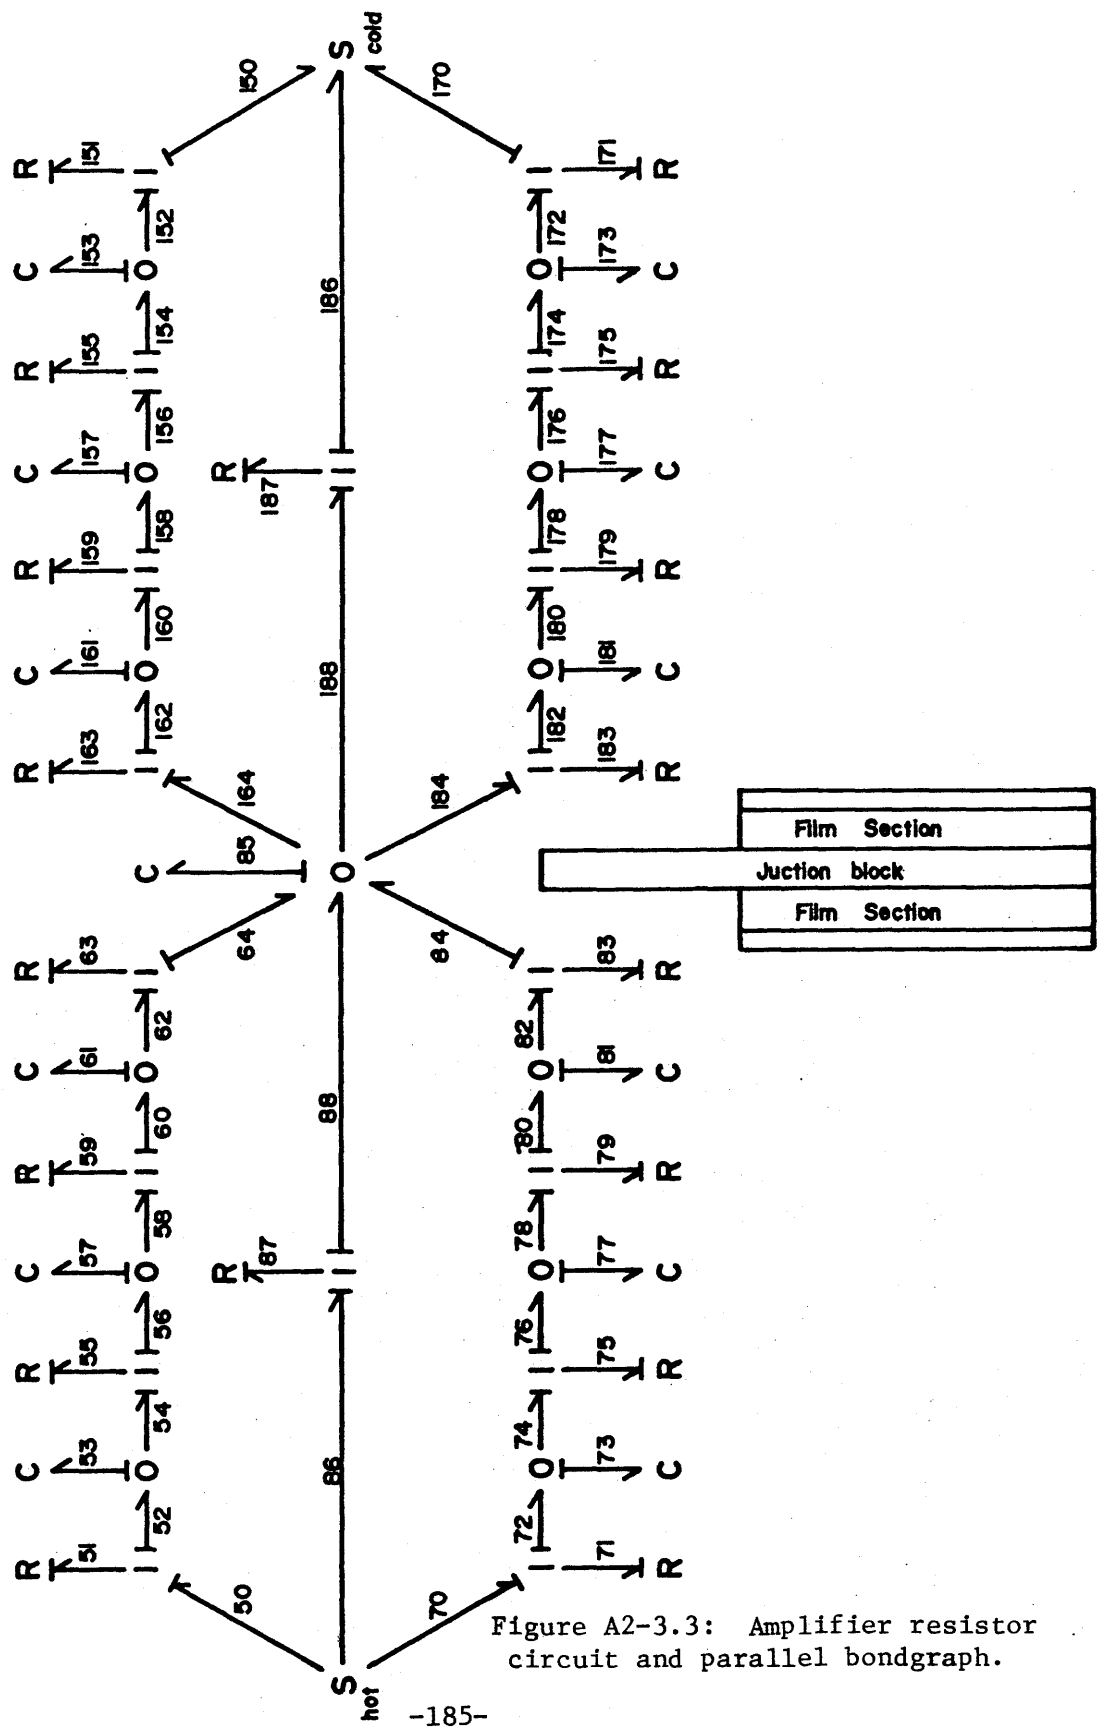 R C R C R C R R C R C R C R
51 53 55 57 59 61 63 163 161 159 157 155 153 151
I O I O I O I C I O I O I O I
52 54 56 58 60 62 162 160 158 156 154 152
50 R 87 64 85 164 R 187 150
86 88 188 186
S hot I O I S cold
70 84 184 170
72 74 76 78 80 82 182 180 178 176 174 172
I O I O I O I I O I O I O I
71 73 75 77 79 81 83 183 181 179 177 175 173 171
R C R C R C R R C R C R C R
Film Section
Juction block
Film Section
Figure A2-3.3: Amplifier resistor
circuit and parallel bondgraph.
-185-